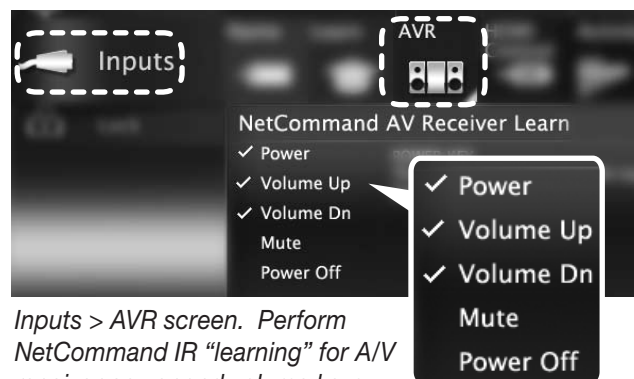 Inputs
AVR
NetCommand AV Receiver Learn
✓ Power
✓ Volume Up
✓ Volume Dn
Mute
Power Off
✓ Power
✓ Volume Up
✓ Volume Dn
Mute
Power Off
Inputs > AVR screen. Perform
NetCommand IR “learning” for A/V